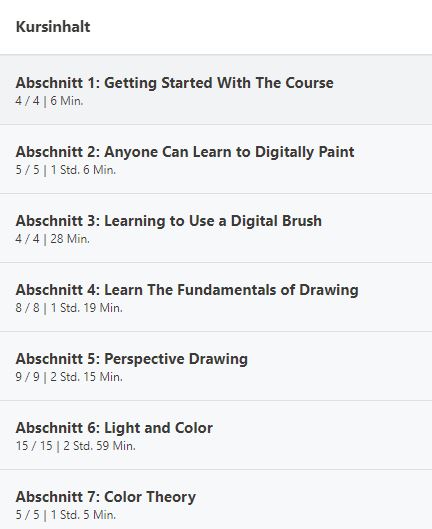 Kursinhalt
Abschnitt 1: Getting Started With The Course
4 / 4 | 6 Min.
Abschnitt 2: Anyone Can Learn to Digitally Paint
5 / 5 | 1 Std. 6 Min.
Abschnitt 3: Learning to Use a Digital Brush
4 / 4 | 28 Min.
Abschnitt 4: Learn The Fundamentals of Drawing
8 / 8 | 1 Std. 19 Min.
Abschnitt 5: Perspective Drawing
9 / 9 | 2 Std. 15 Min.
Abschnitt 6: Light and Color
15 / 15 | 2 Std. 59 Min.
Abschnitt 7: Color Theory
5 / 5 | 1 Std. 5 Min.